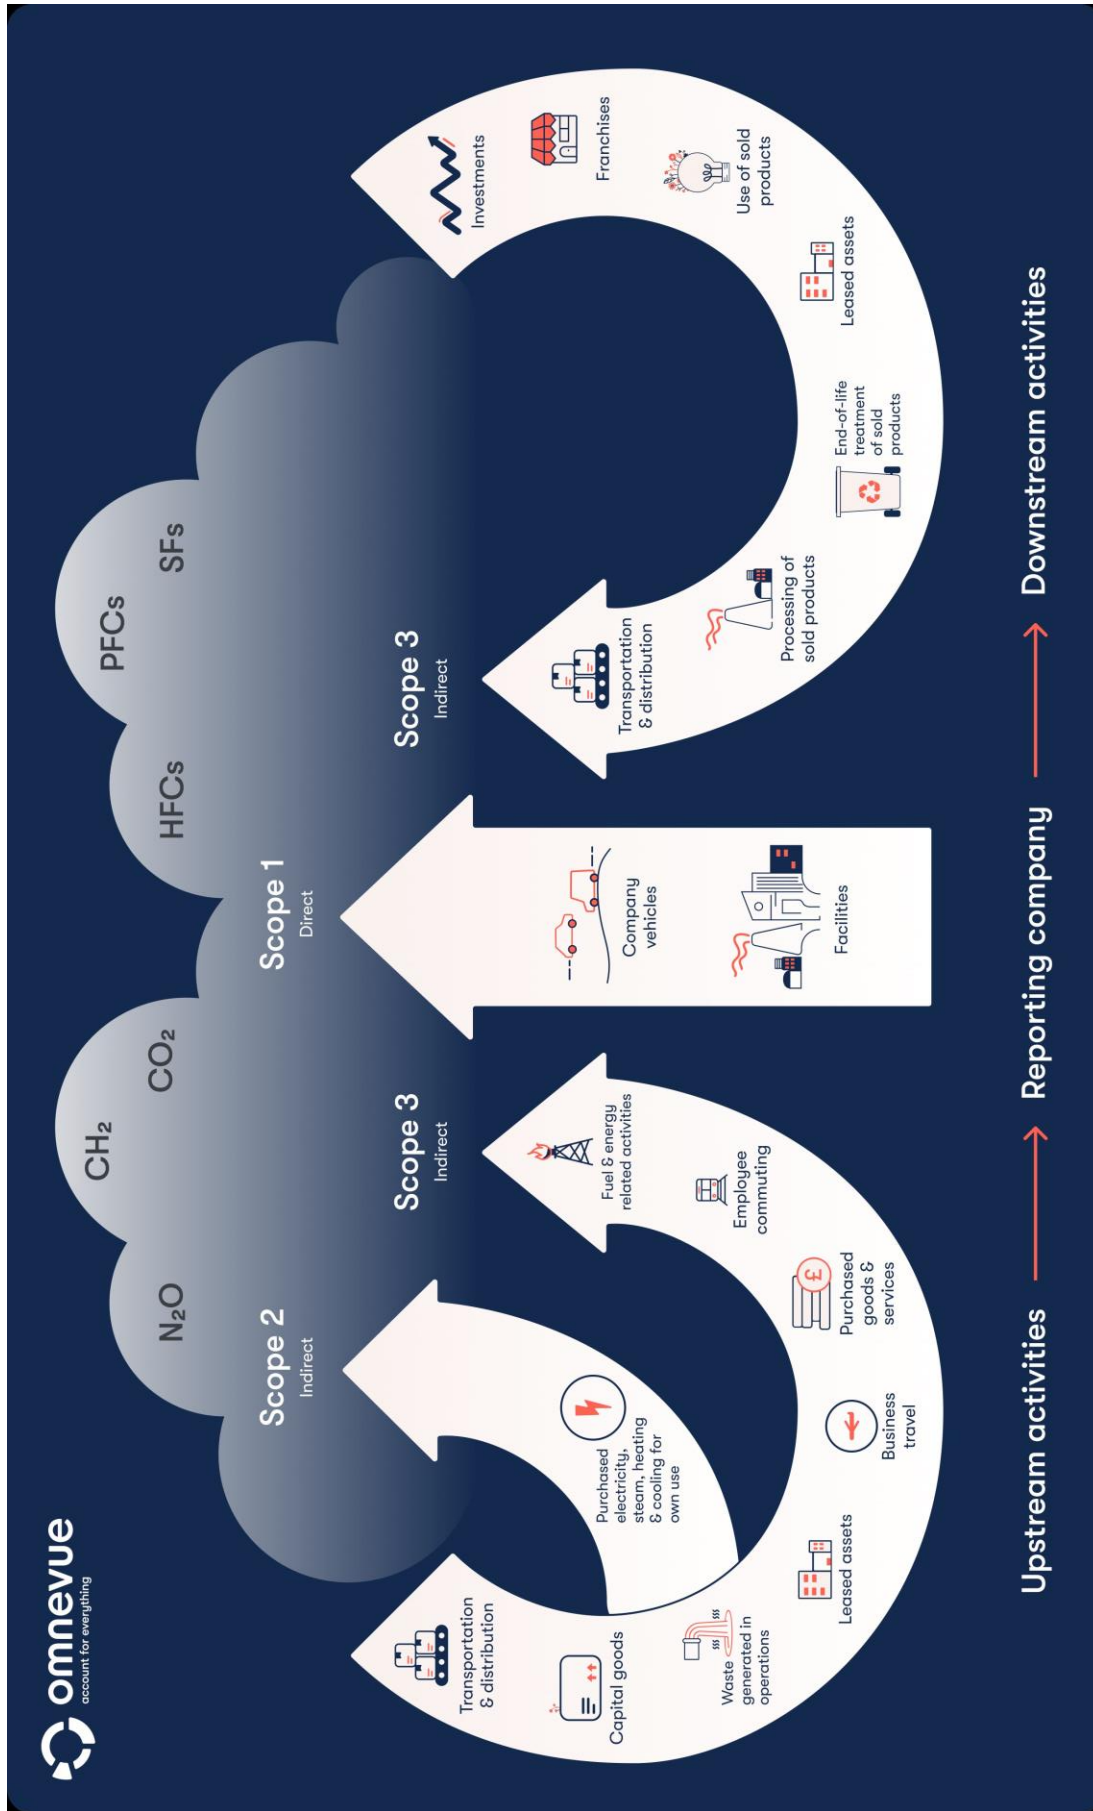 omnevue
account for everything
N₂O
CH₂
CO₂
HFCs
PFCs
SFs
Scope 2
Indirect
Scope 3
Indirect
Scope 1
Direct
Scope 3
Indirect
Transportation
& distribution
Capital goods
Waste
generated in
operations
Leased assets
Business
travel
Purchased
goods &
services
£
Employee
commuting
Fuel & energy
related activities
Purchased
electricity,
steam, heating
& cooling for
own use
Company
vehicles
Facilities
Transportation
& distribution
Processing of
sold products
End-of-life
treatment
of sold
products
Leased assets
Use of sold
products
Franchises
Investments
Upstream activities
Reporting company
Downstream activities